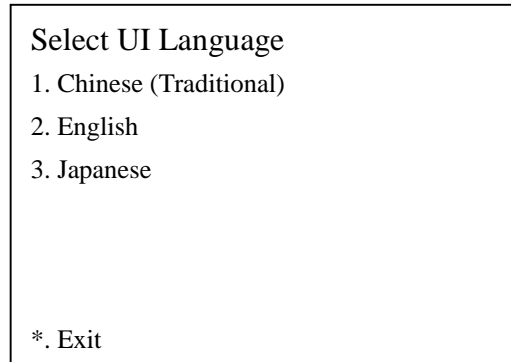 Select UI Language
1. Chinese (Traditional)
2. English
3. Japanese
*. Exit